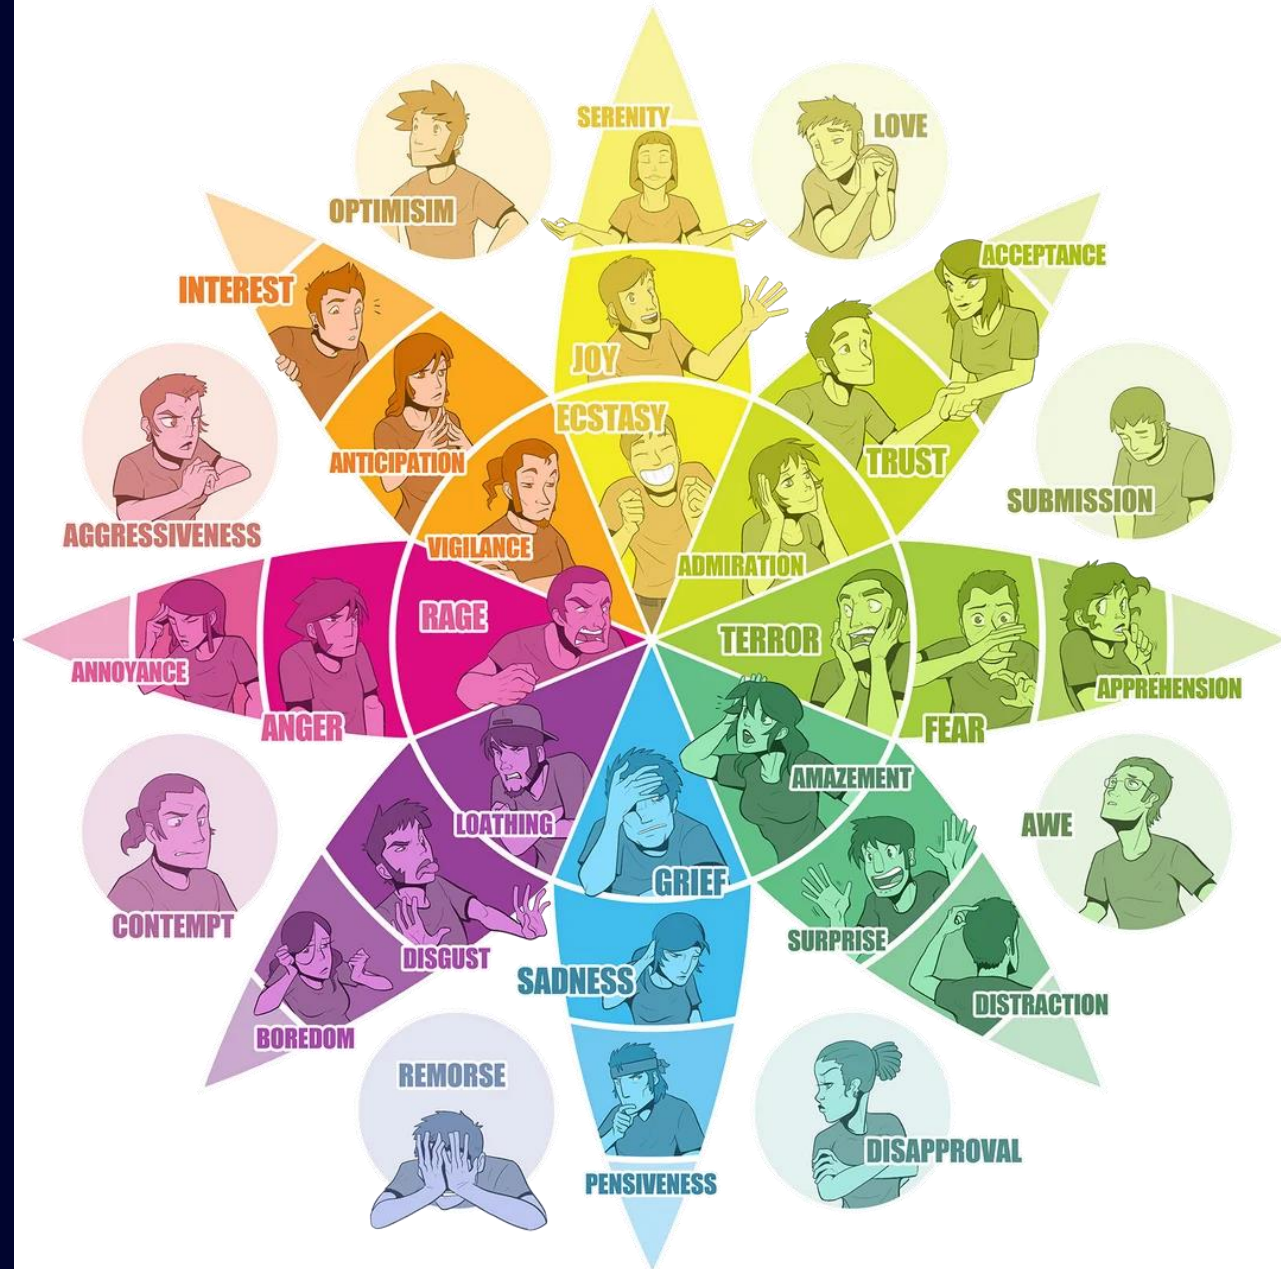 SERENITY
LOVE
OPTIMISIM
ACCEPTANCE
INTEREST
JOY
ECSTASY
ANTICIPATION
TRUST
SUBMISSION
AGGRESSIVENESS
VIGILANCE
ADMIRATION
RAGE
TERROR
ANNOYANCE
APPREHENSION
ANGER
FEAR
AMAZEMENT
LOATHING
AWE
GRIEF
CONTEMPT
SURPRISE
DISGUST
SADNESS
DISTRACTION
BOREDOM
REMORSE
DISAPPROVAL
PENSIVENESS